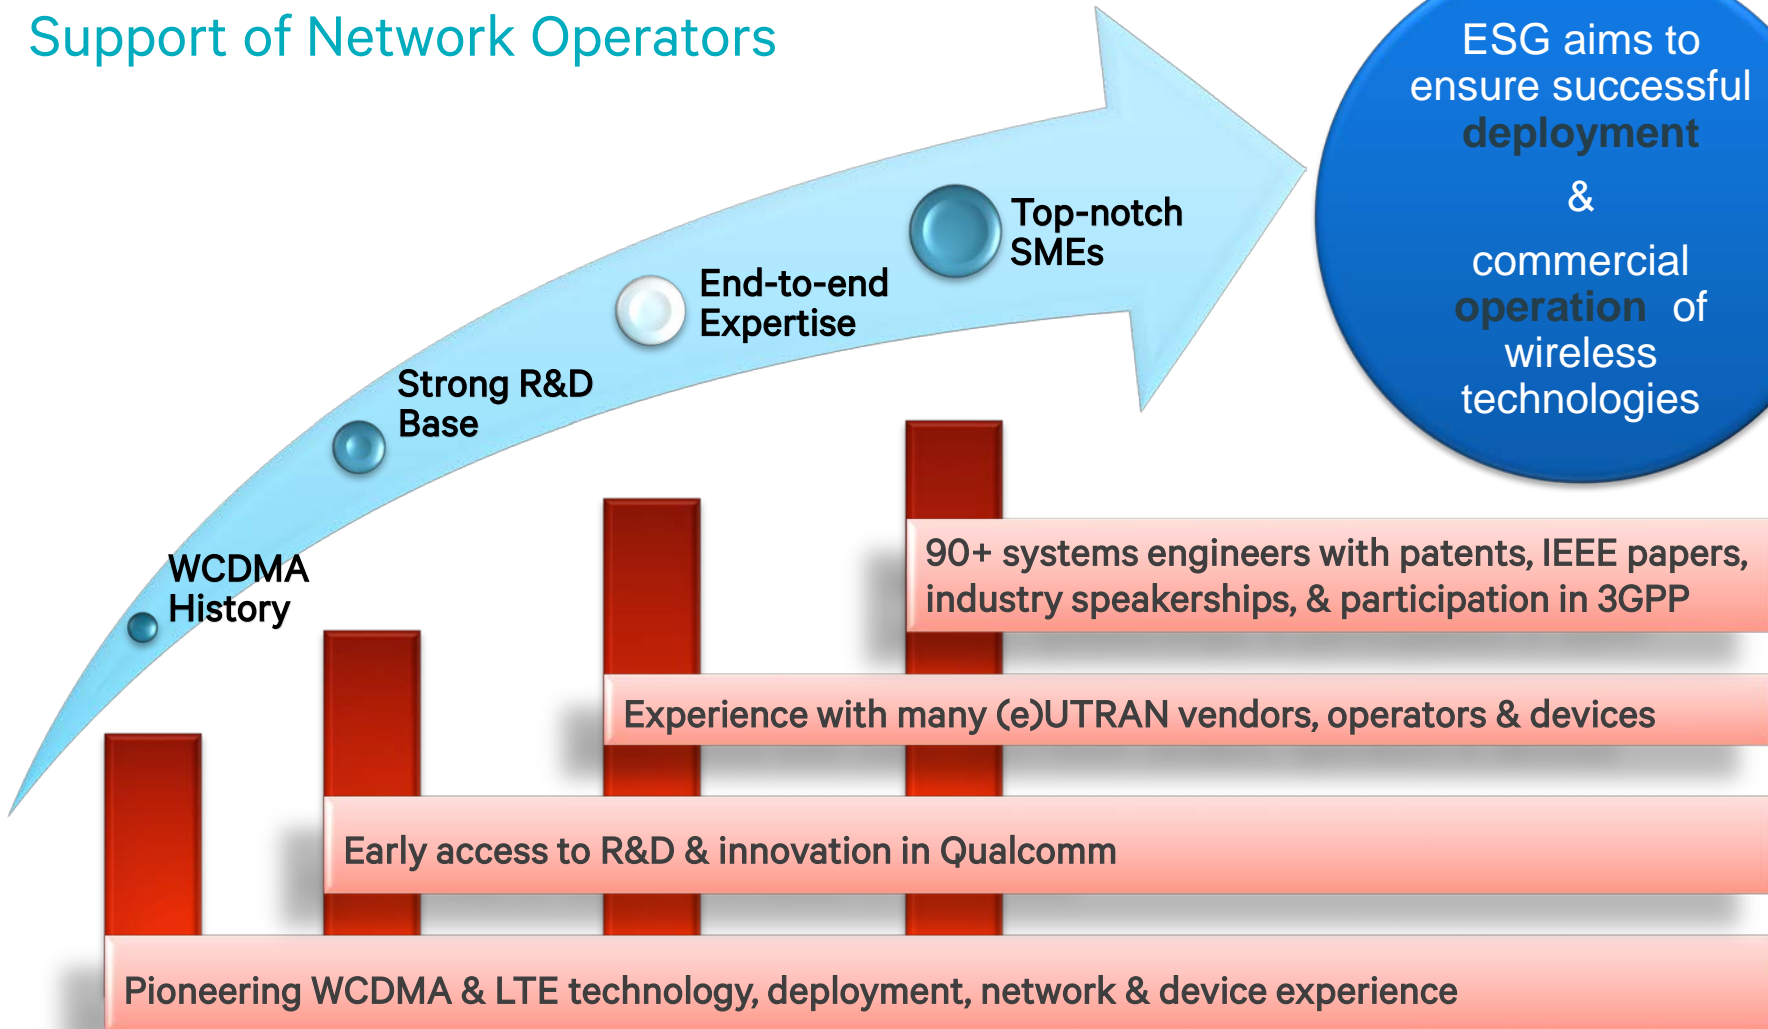 Support of Network Operators
ESG aims to
ensure successful
deployment
&
commercial
operation of
wireless
technologies
Top-notch
SMEs
End-to-end
Expertise
Strong R&D
Base
WCDMA
History
90+ systems engineers with patents, IEEE papers,
industry speakerships, & participation in 3GPP
Experience with many (e)UTRAN vendors, operators & devices
Early access to R&D & innovation in Qualcomm
Pioneering WCDMA & LTE technology, deployment, network & device experience